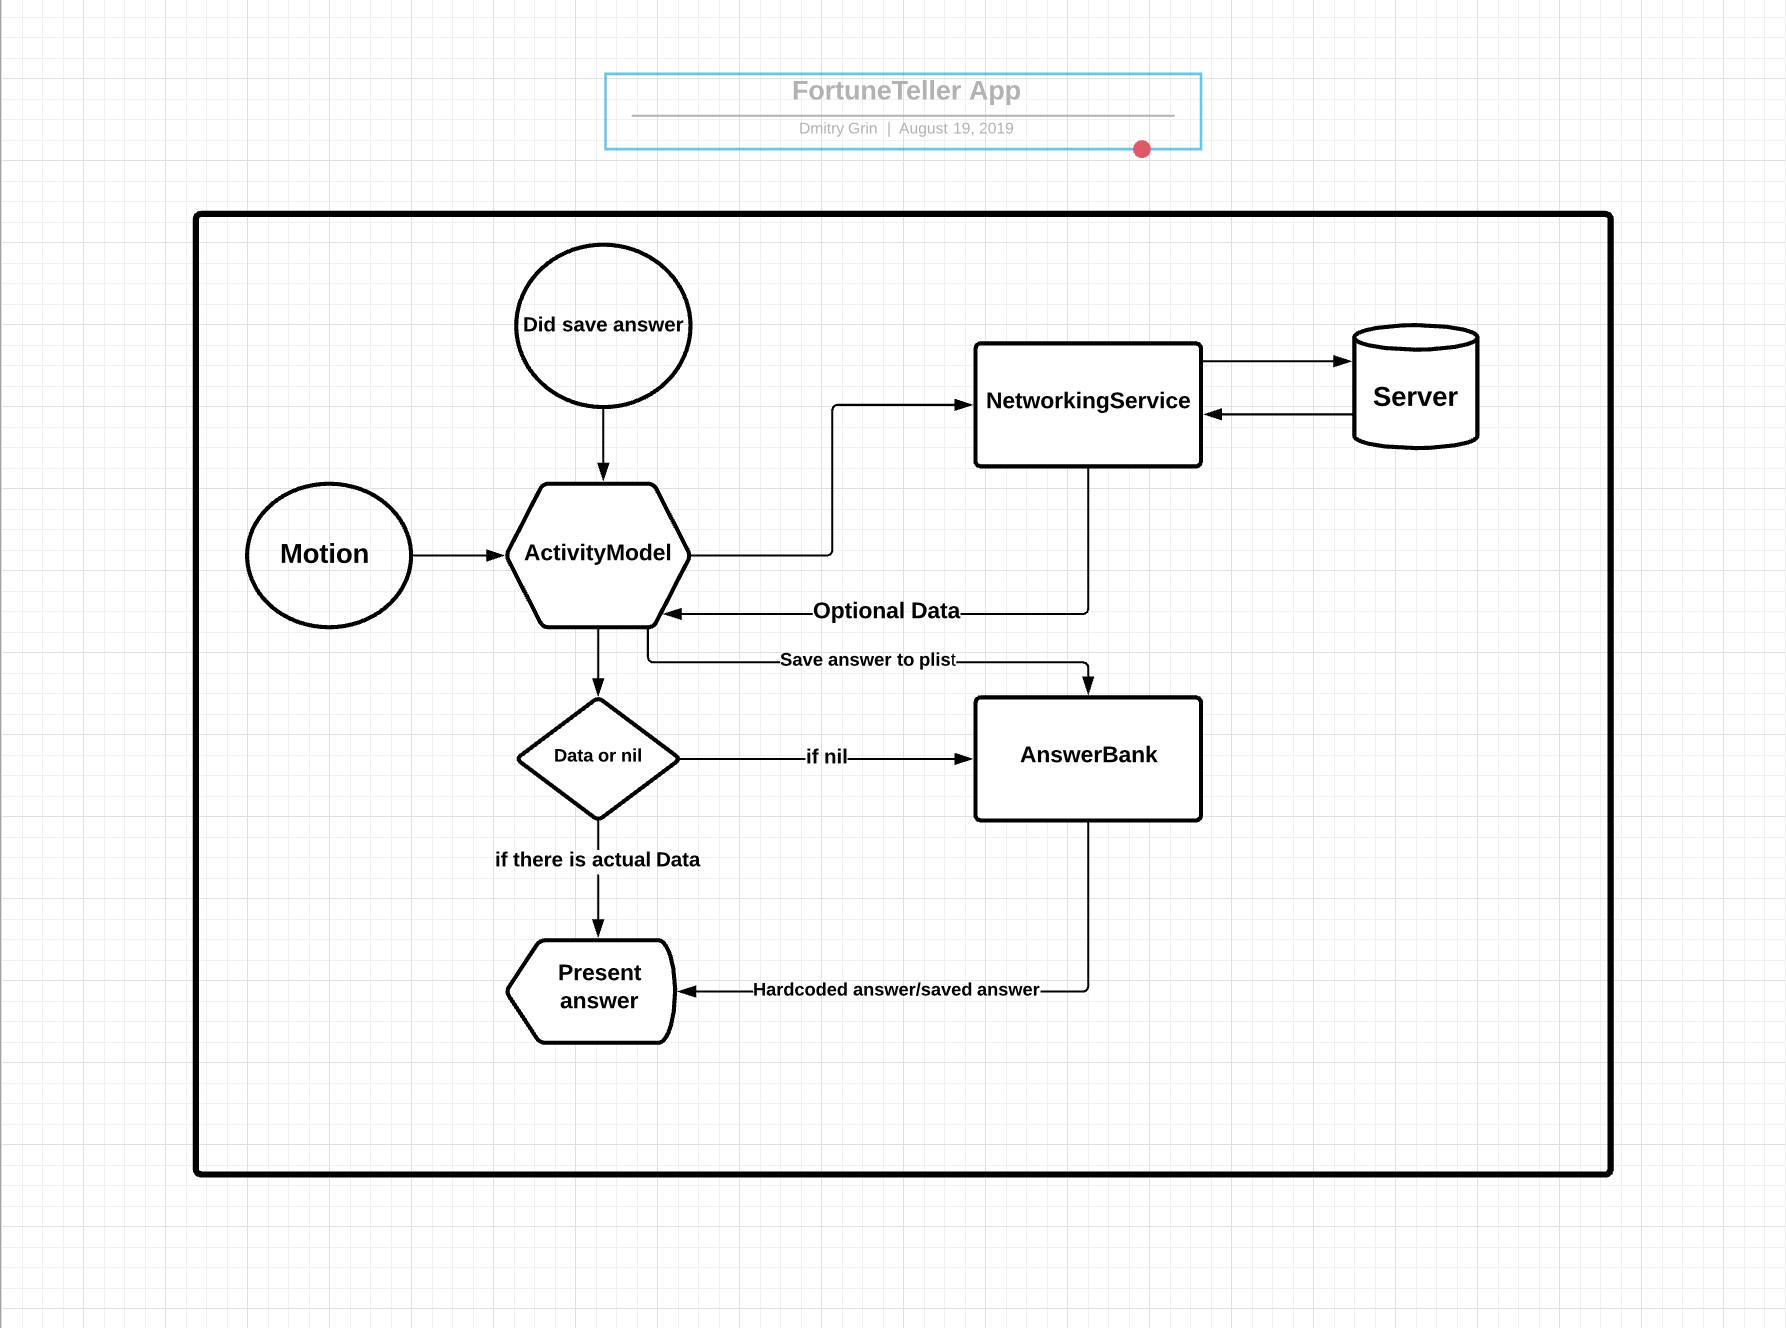 FortuneTeller App
Dmitry Grin | August 19, 2019
Did save answer
NetworkingService
Server
Motion
ActivityModel
Optional Data
Save answer to plist
Data or nil
if nil
AnswerBank
if there is actual Data
Present
answer
Hardcoded answer/saved answer